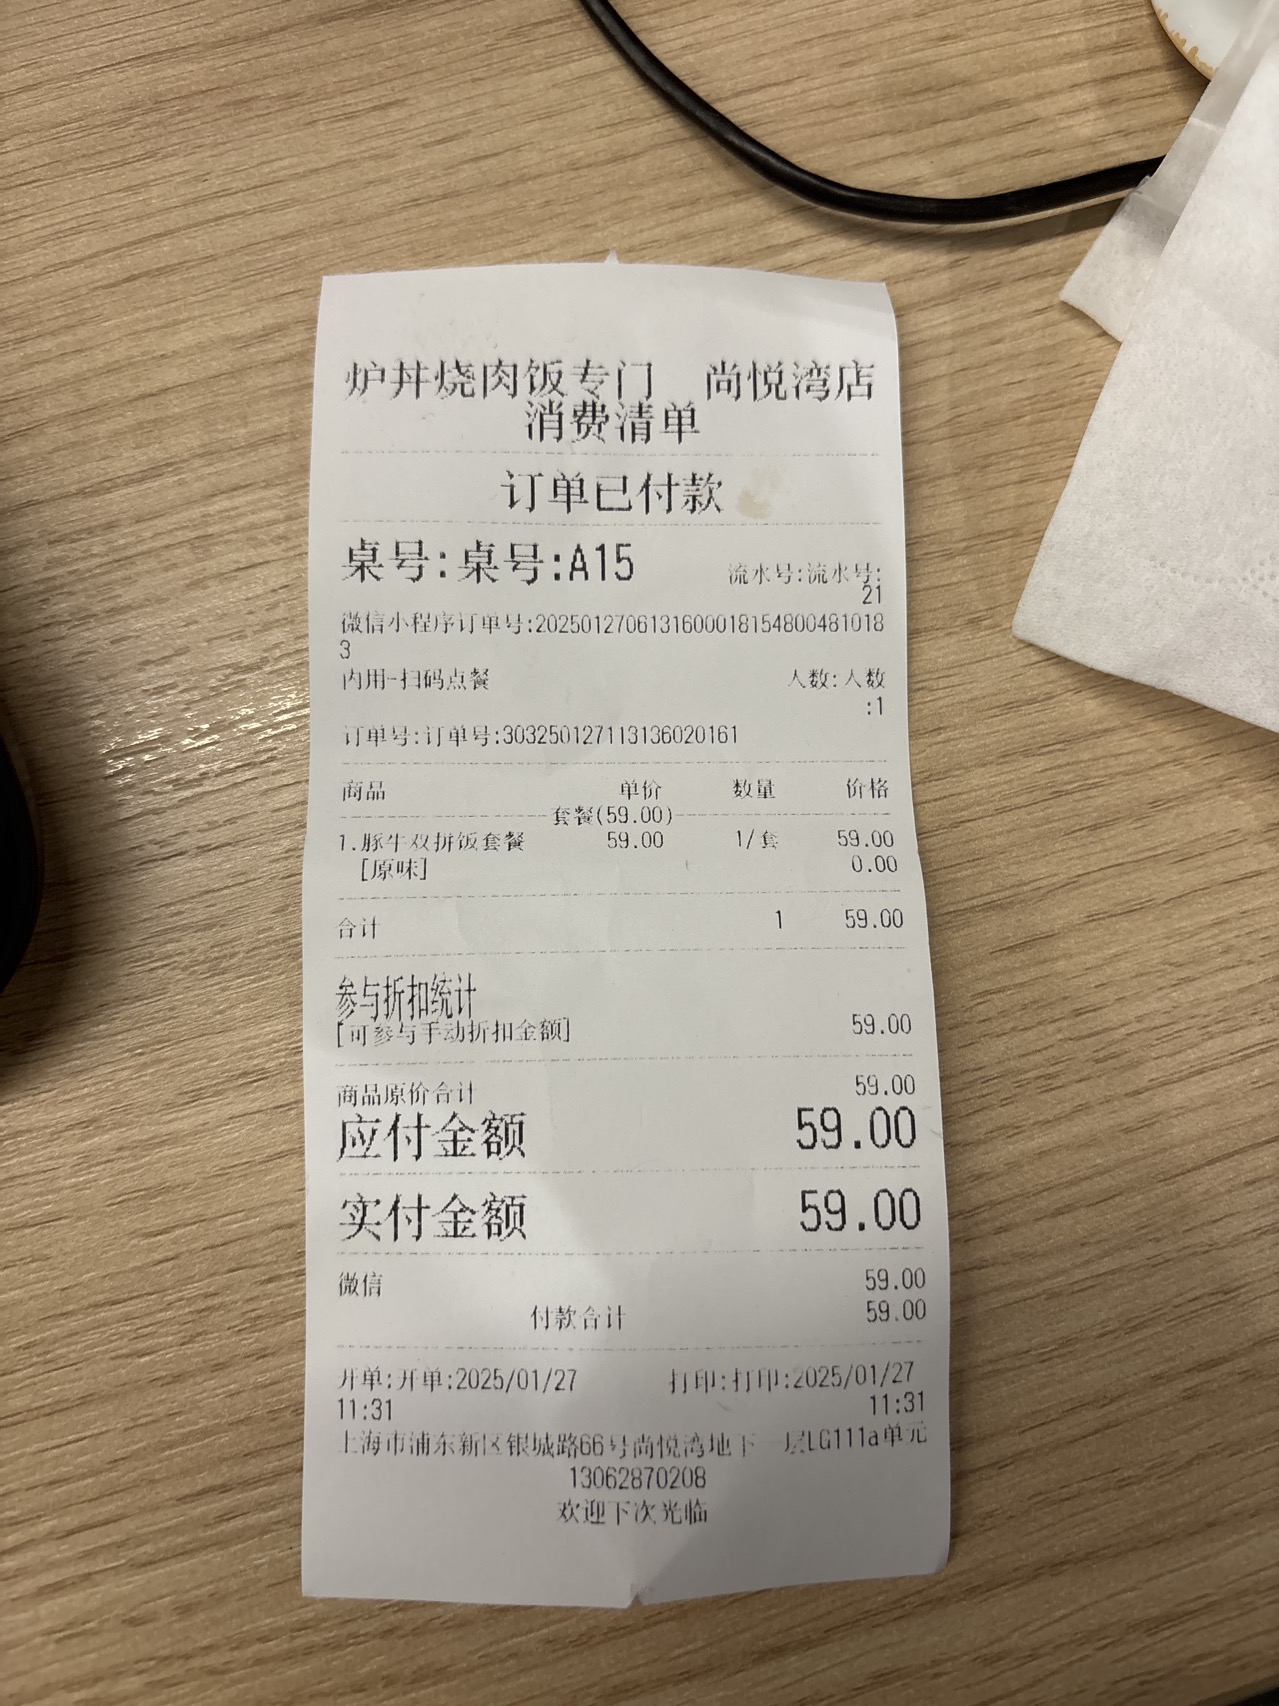 炉丼烧肉饭专门 尚悦湾店
消费清单
订单已付款
桌号:桌号:A15 流水号:流水号:
21
微信小程序订单号:202501270613160001815480048101 8
3
内用-扫码点餐 人数:人数
:1
订单号:订单号:3032501271113136020161
商品 单价 数量 价格
套餐(59.00)
1.豚牛双拼饭套餐 59.00 1/套 59.00
[原味] 0.00
合计 1 59.00
参与折扣统计
[可参与手动折扣金额] 59.00
商品原价合计 59.00
应付金额 59.00
实付金额 59.00
微信 59.00
付款合计 59.00
开单:开单:2025/01/27 打印:打印:2025/01/27
11:31 11:31
上海市浦东新区银城路66号尚悦湾地下一层LG111a单元
13062870208
欢迎下次光临